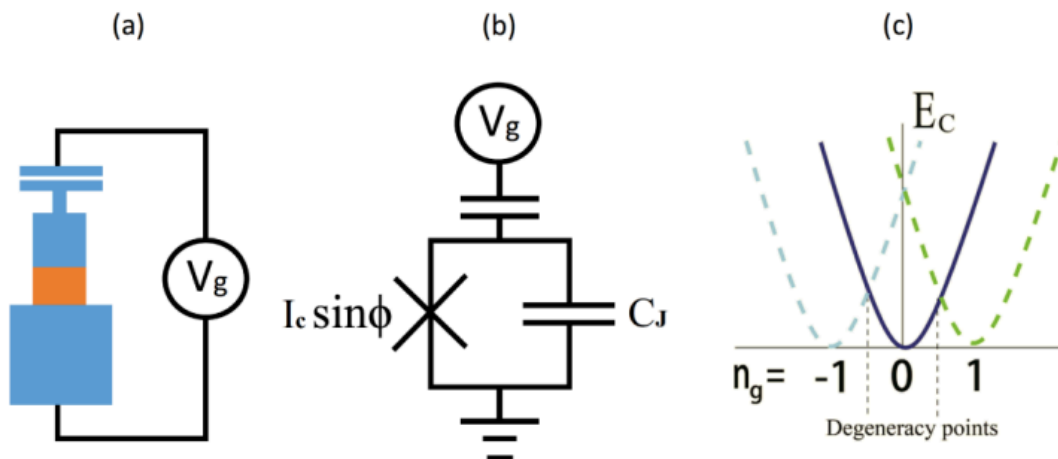 (a)
(b)
(c)
Vg
Vg
Ic sinϕ
CJ
EC
ng= -1 0 1
Degeneracy points